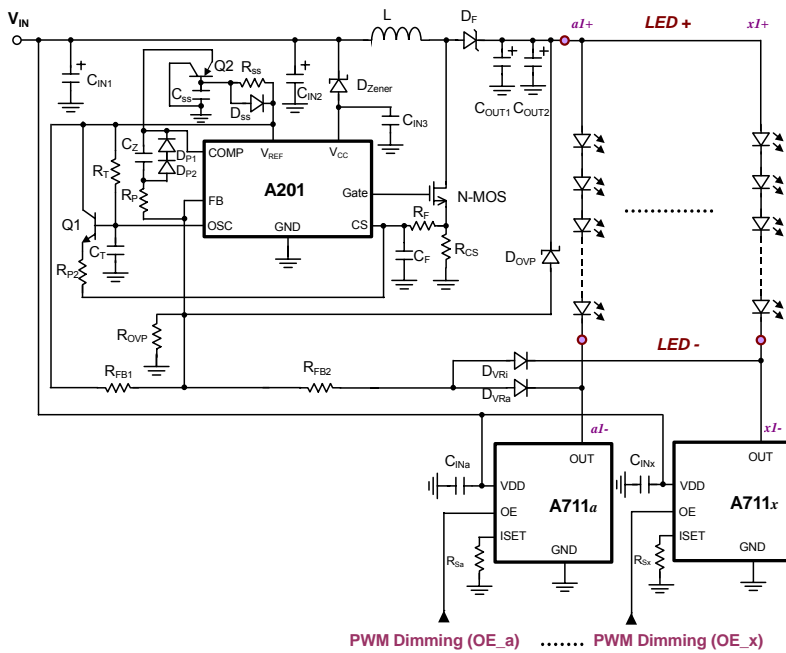 a1+
LED +
x1+
VIN
L
DF
Q2
Rss
CIN1
Css
Dss
CIN2
DZener
COUT1
COUT2
CIN3
CZ
DP1
DP2
COMP
VREF
VCC
RT
RP
A201
FB
Gate
N-MOS
Q1
OSC
GND
CS
RF
CT
CF
RCS
DOVP
RP2
ROVP
LED -
RFB1
RFB2
DVRi
DVRa
a1-
x1-
CINa
OUT
VDD
OE
A711a
ISET
RSa
GND
CINx
OUT
VDD
OE
A711x
ISET
RSx
GND
PWM Dimming (OE_a) ...... PWM Dimming (OE_x)